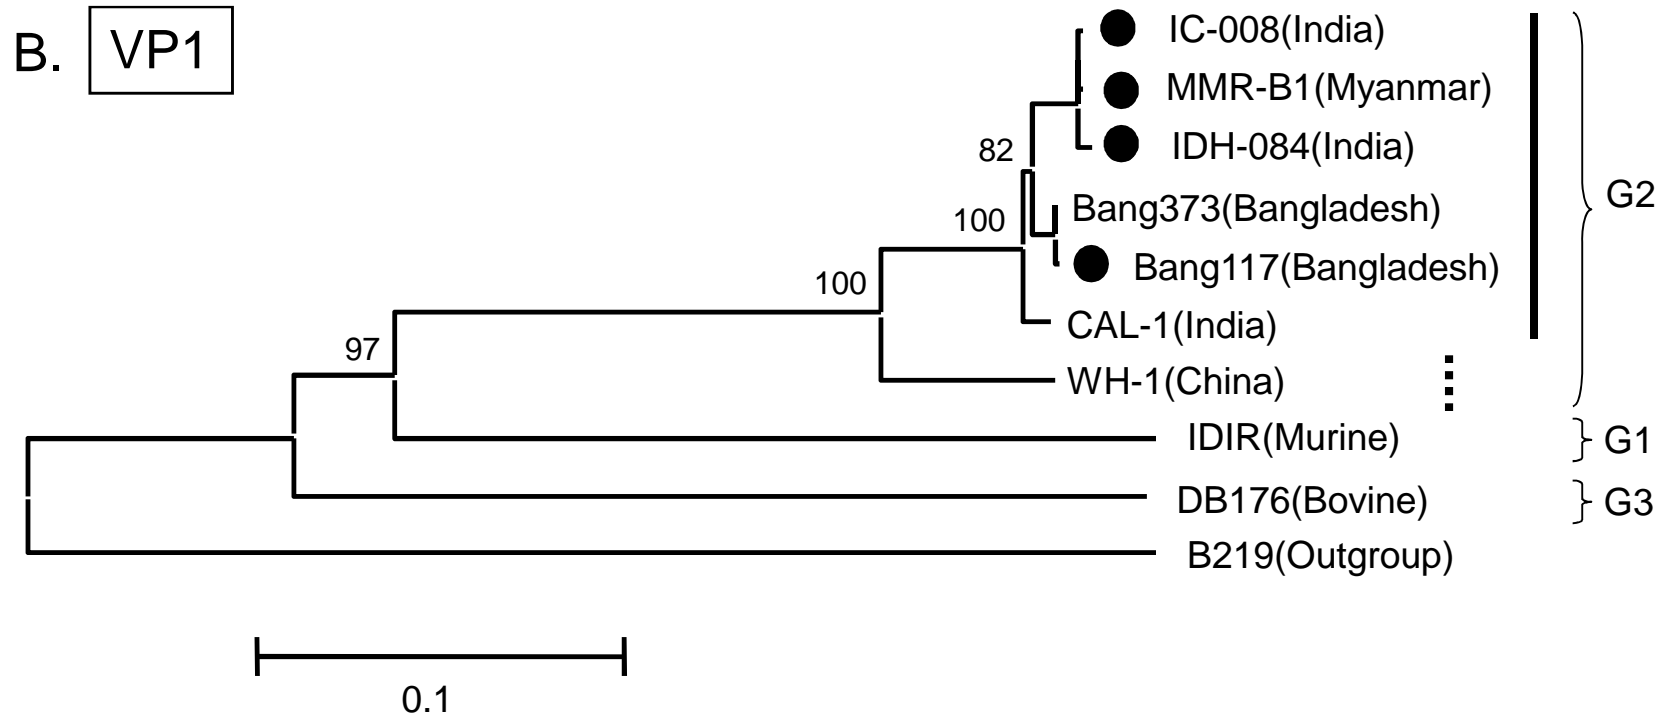 B. VP1
IC-008(India)
MMR-B1(Myanmar)
IDH-084(India)
82
G2
Bang373(Bangladesh)
100
Bang117(Bangladesh)
100
CAL-1(India)
97
WH-1(China)
IDIR(Murine)
G1
DB176(Bovine)
G3
B219(Outgroup)
0.1